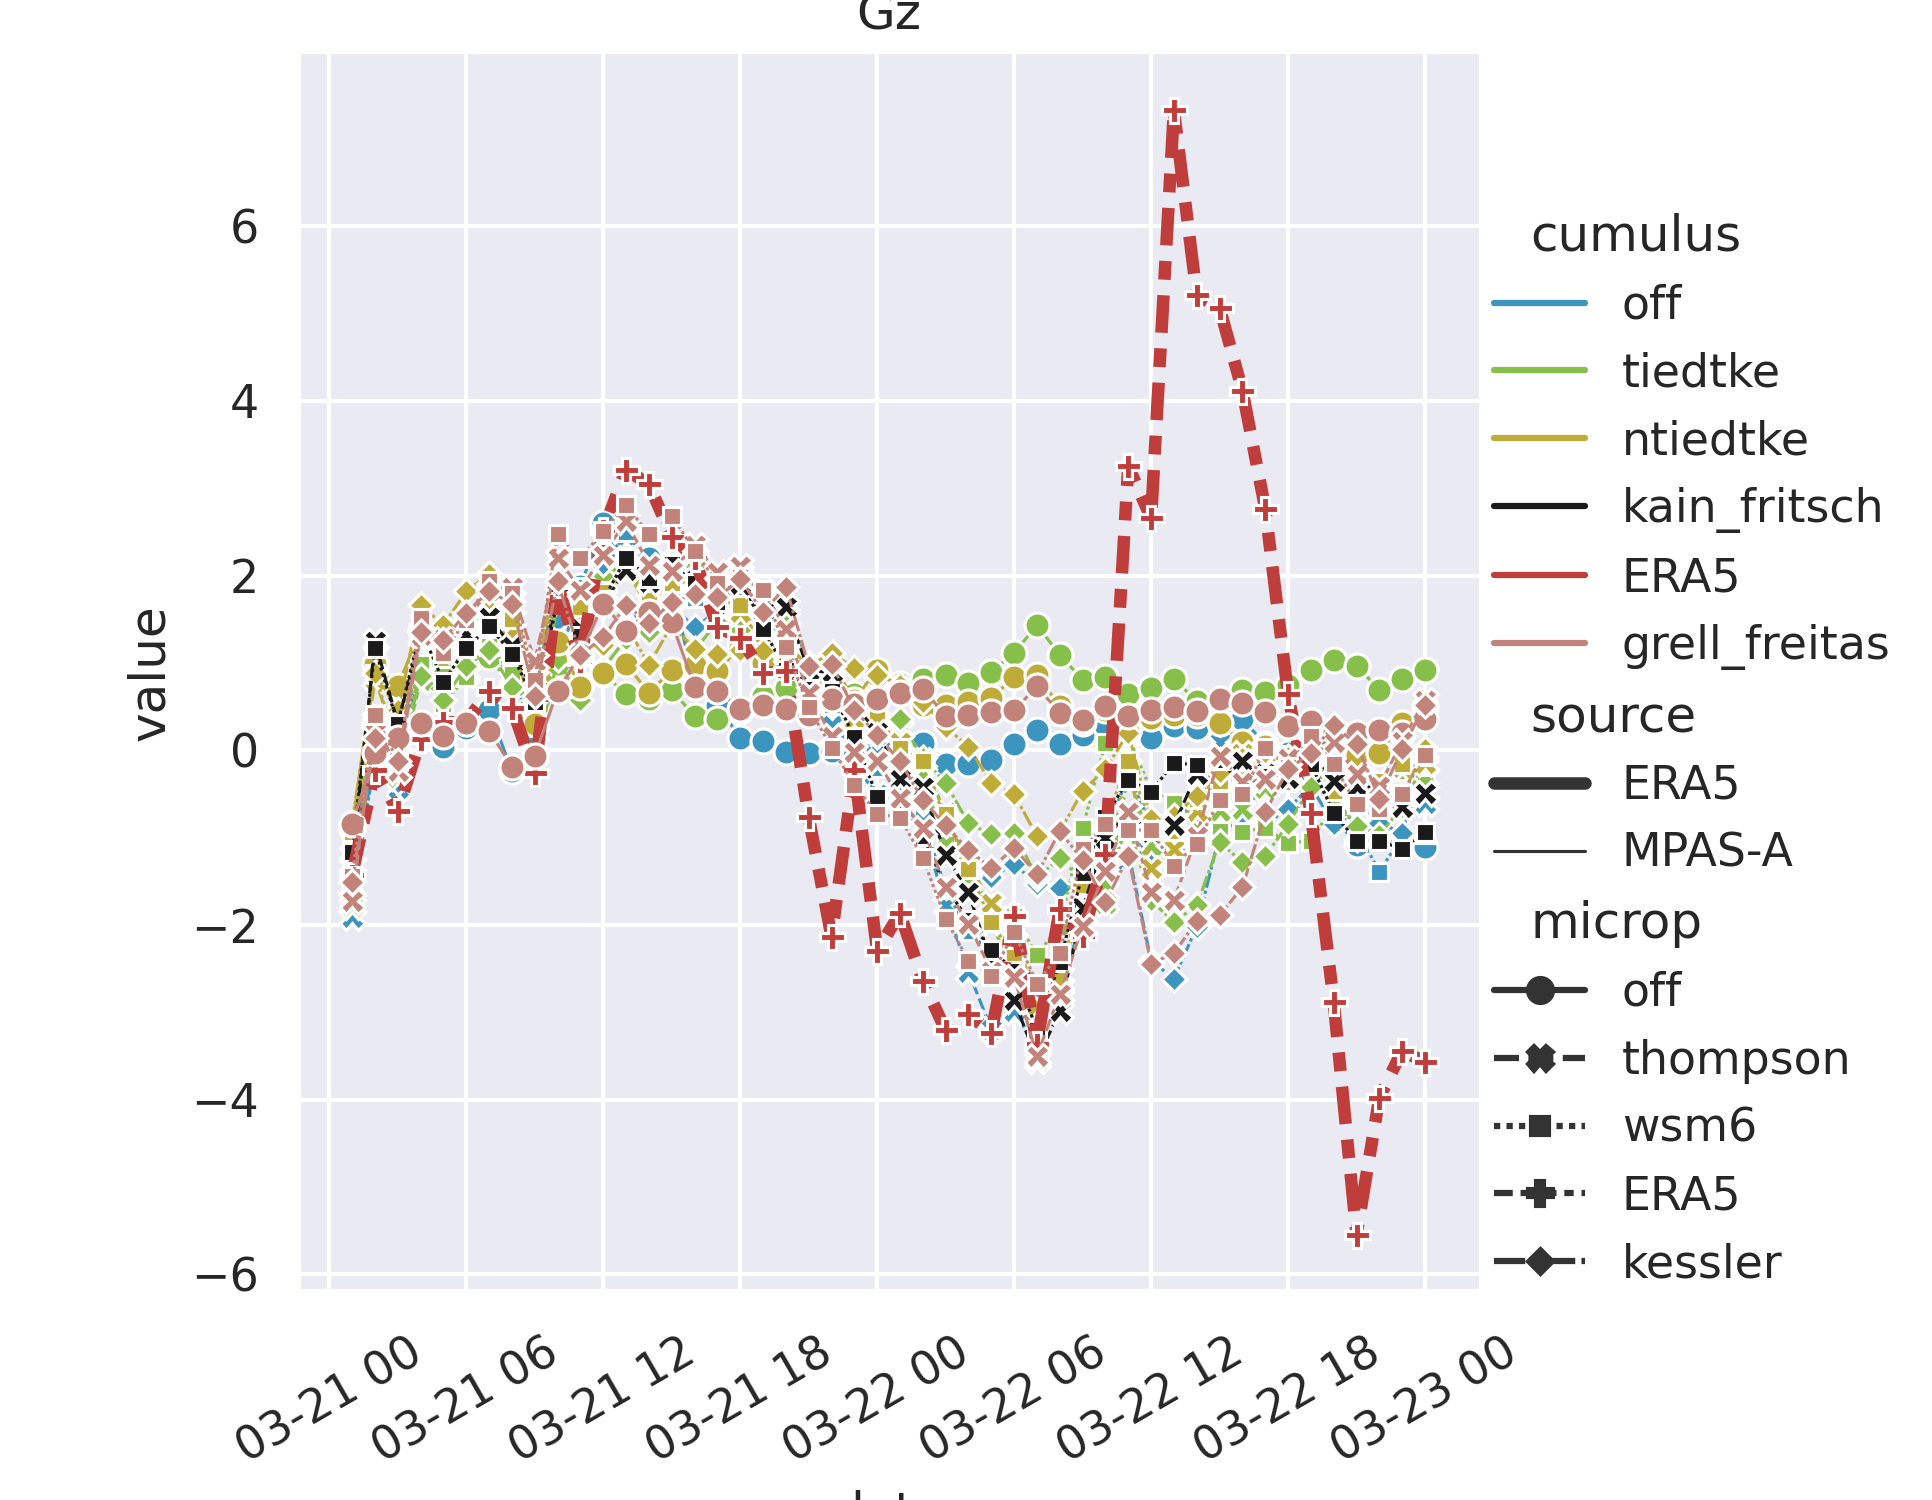 Gz
value
6
4
2
0
−2
−4
−6
03-21 00
03-21 06
03-21 12
03-21 18
03-22 00
03-22 06
03-22 12
03-22 18
03-23 00
cumulus
off
tiedtke
ntiedtke
kain_fritsch
ERA5
grell_freitas
source
ERA5
MPAS-A
microp
off
thompson
wsm6
ERA5
kessler